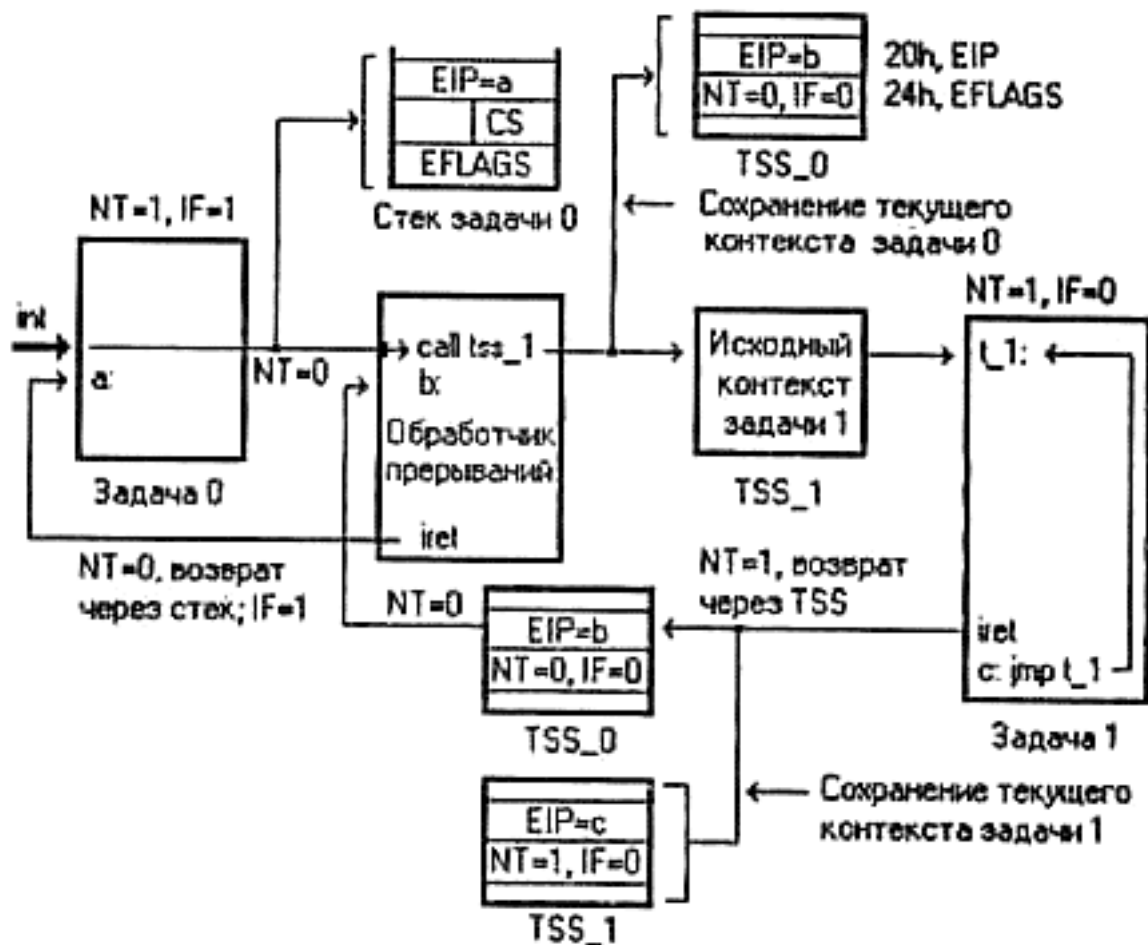 EIP=a
CS
EFLAGS
Стек задачи 0
EIP=b
NT=0, IF=0
20h, EIP
24h, EFLAGS
TSS_0
Сохранение текущего
контекста задачи 0
NT=1, IF=1
int
a:
Задача 0
NT=0
call tss_1
b:
Обработчик
прерываний
iret
Исходный
контекст
задачи 1
TSS_1
NT=1, IF=0
t_1:
iret
c: jmp t_1
Задача 1
NT=0, возврат
через стек; IF=1
NT=0
NT=1, возврат
через TSS
EIP=b
NT=0, IF=0
TSS_0
EIP=c
NT=1, IF=0
TSS_1
Сохранение текущего
контекста задачи 1